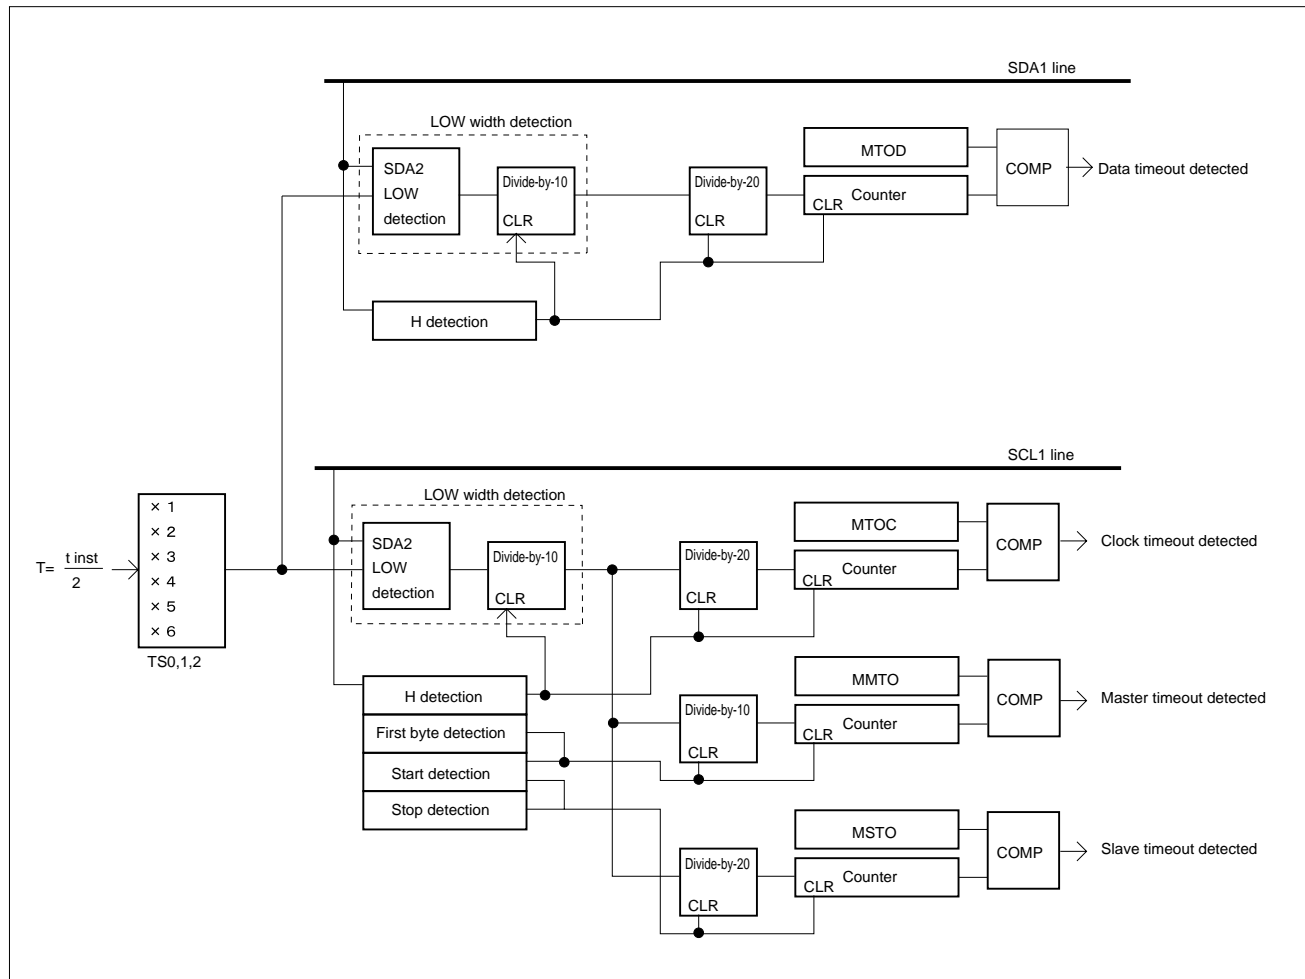 SDA1 line
LOW width detection
SDA2
LOW
detection
Divide-by-10
CLR
Divide-by-20
CLR
MTOD
Counter
CLR
COMP
Data timeout detected
H detection
SCL1 line
LOW width detection
T= t inst
2
× 1
× 2
× 3
× 4
× 5
× 6
TS0,1,2
SDA2
LOW
detection
Divide-by-10
CLR
Divide-by-20
CLR
MTOC
Counter
CLR
COMP
Clock timeout detected
H detection
First byte detection
Start detection
Stop detection
Divide-by-10
CLR
MMTO
Counter
CLR
COMP
Master timeout detected
Divide-by-20
CLR
MSTO
Counter
CLR
COMP
Slave timeout detected